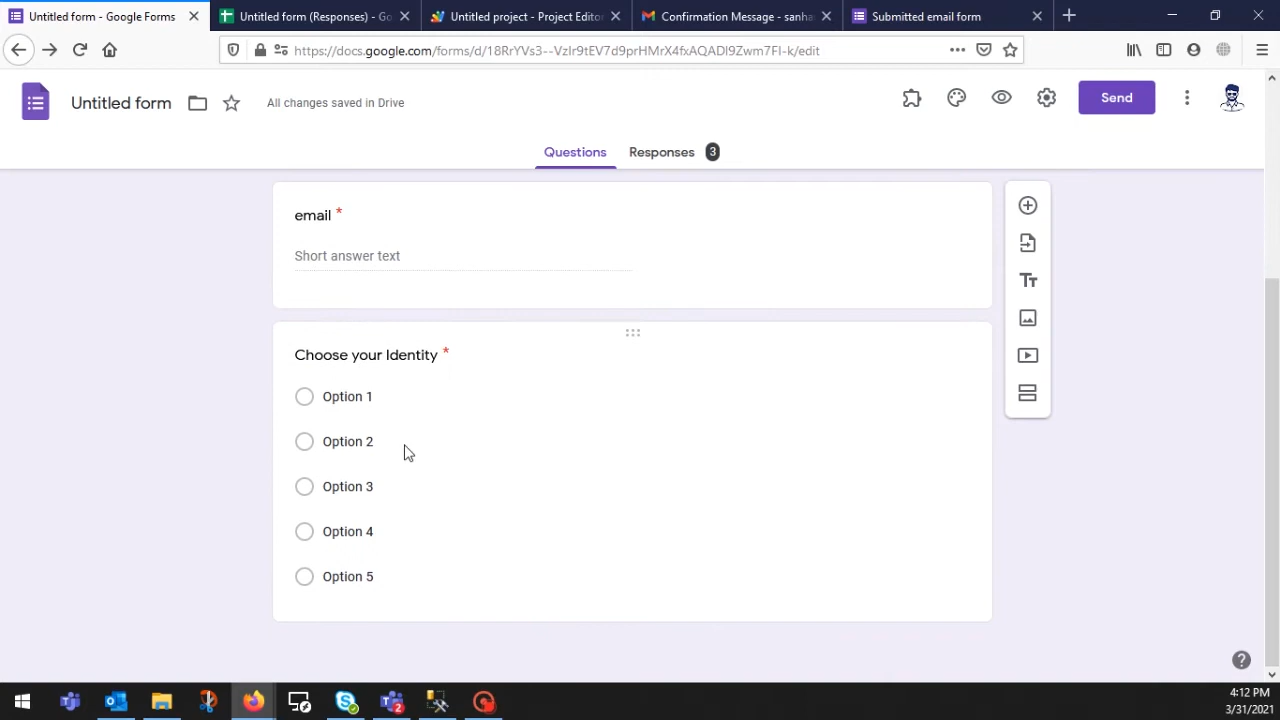 Untitled form - Google Forms
Untitled form (Responses) - Go
Untitled project - Project Editor
Confirmation Message - sanha
Submitted email form
https://docs.google.com/forms/d/18RrYVs3--Vzlr9tEV7d9prHMrX4fxAQADI9Zwm7FI-k/edit
Untitled form
All changes saved in Drive
Send
Questions
Responses 3
email *
Short answer text
Choose your Identity *
Option 1
Option 2
Option 3
Option 4
Option 5
4:12 PM
3/31/2021